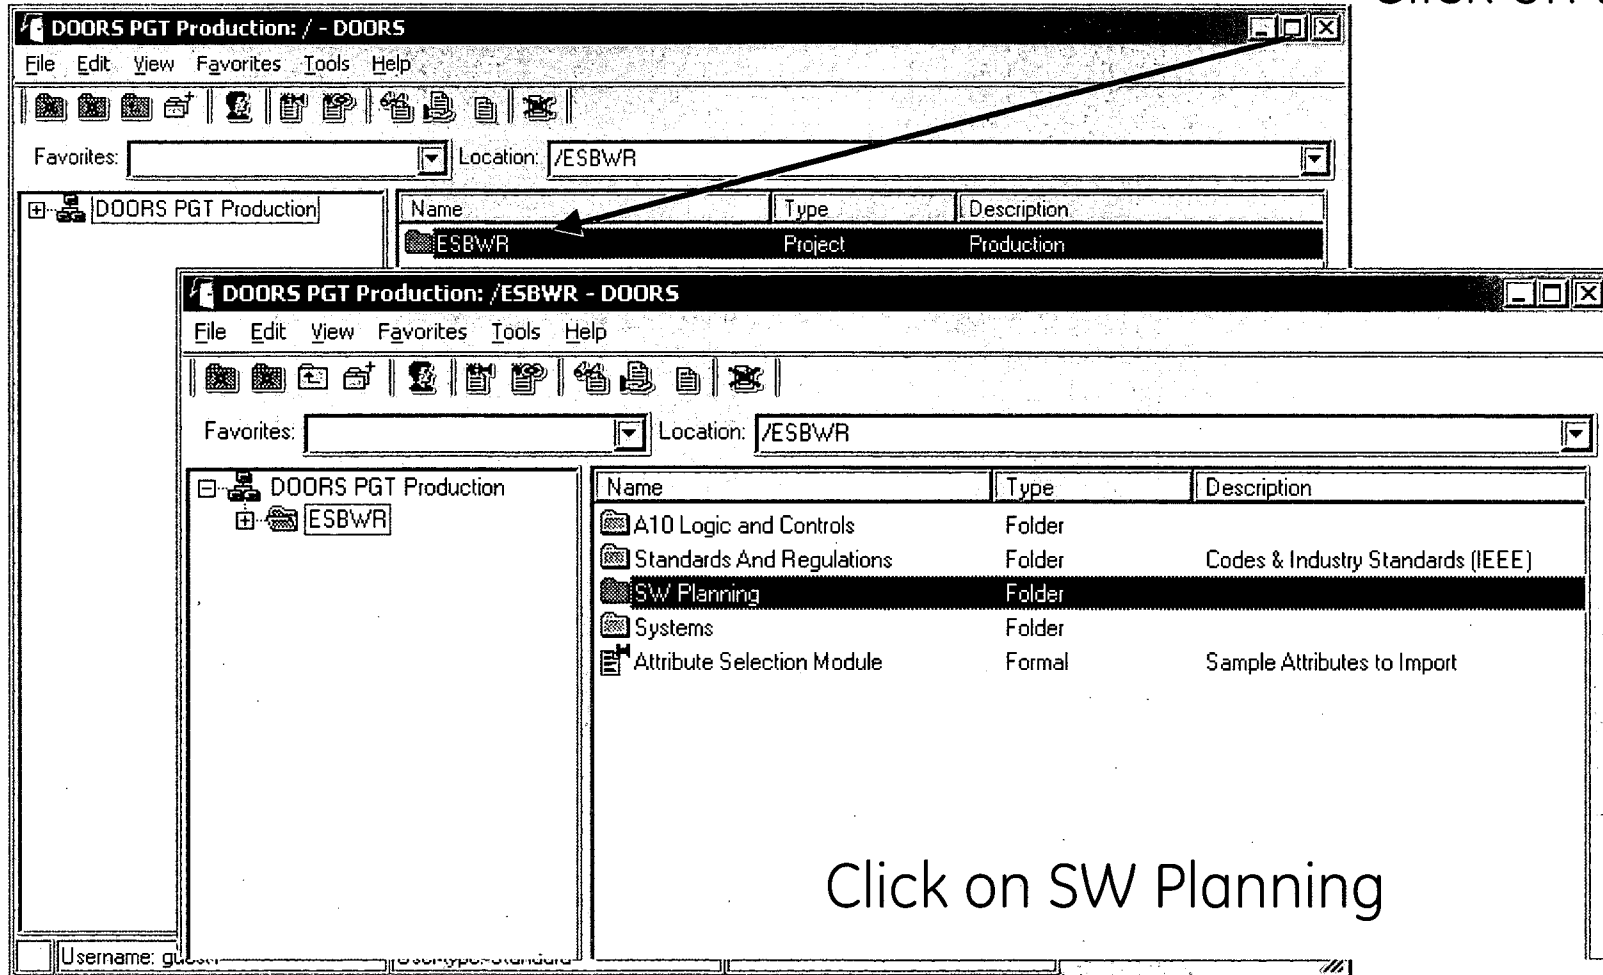 Click on
DOORS PGT Production: / - DOORS
File Edit View Favorites Tools Help
Favorites: Location: /ESBWR
DOORS PGT Production
Name Type Description
ESBWR Project Production
DOORS PGT Production: /ESBWR - DOORS
File Edit View Favorites Tools Help
Favorites: Location: /ESBWR
DOORS PGT Production
ESBWR
Name Type Description
A10 Logic and Controls Folder
Standards And Regulations Folder Codes & Industry Standards (IEEE)
SW Planning Folder
Systems Folder
Attribute Selection Module Formal Sample Attributes to Import
Click on SW Planning
Username: